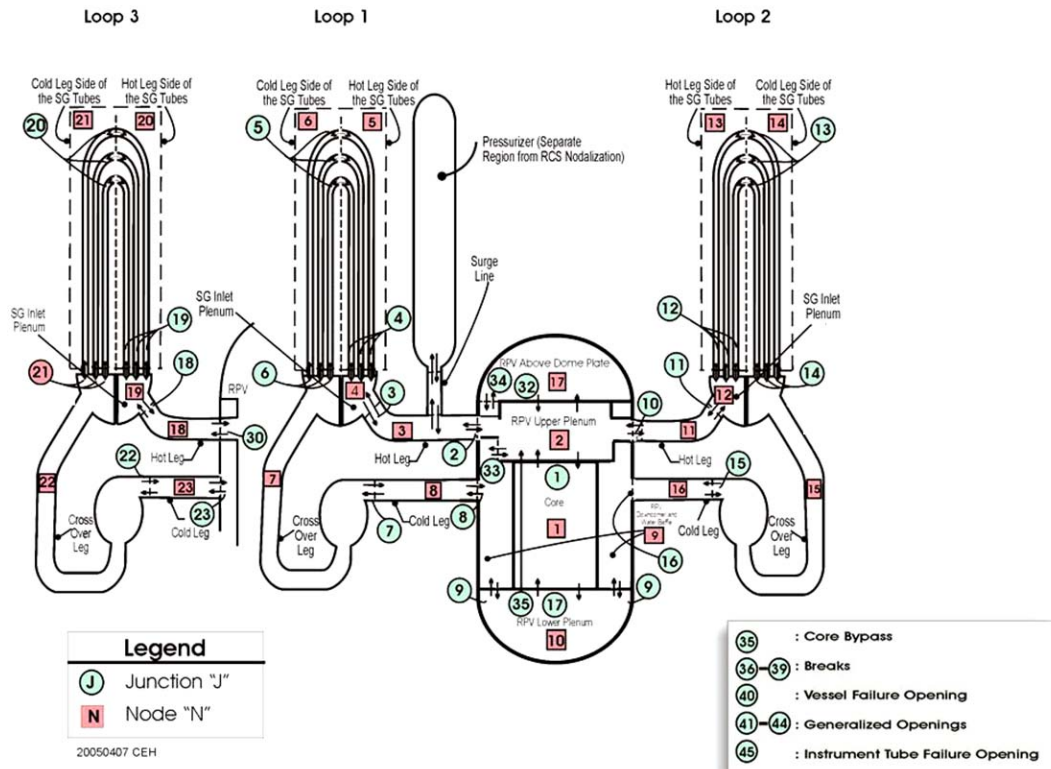 Loop 3
Loop 1
Loop 2
Cold Leg Side of
the SG Tubes
Hot Leg Side of
the SG Tubes
Cold Leg Side of
the SG Tubes
Hot Leg Side of
the SG Tubes
Hot Leg Side of
the SG Tubes
Cold Leg Side of
the SG Tubes
21
20
6
5
13
14
20
5
13
Pressurizer (Separate
Region from RCS Nodalization)
Surge
Line
SG Inlet
Plenum
19
SG Inlet
Plenum
4
12
SG Inlet
Plenum
21
18
RPV
6
3
RPV Above Dome Plate
17
34
32
11
14
19
4
12
18
30
3
2
RPV Upper Plenum
2
10
11
Hot Leg
Hot Leg
Hot Leg
33
1
22
22
23
23
Cold Leg
7
8
7
8
Cold Leg
Core
1
RPV
Downcomer and
9
16
16
15
Cold Leg
15
Cross
Over
Leg
Cross
Over
Leg
Cross
Over
Leg
9
35
17
9
RPV Lower Plenum
10
Legend
J Junction "J"
N Node "N"
20050407 CEH
35 : Core Bypass
36-39 : Breaks
40 : Vessel Failure Opening
41-44 : Generalized Openings
45 : Instrument Tube Failure Opening